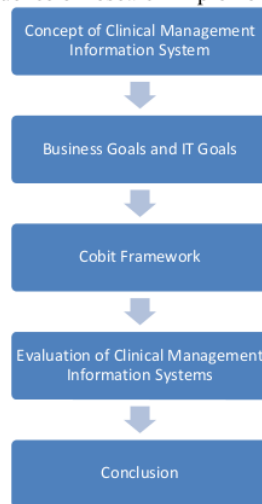 Concept of Clinical Management
Information System
Business Goals and IT Goals
Cobit Framework
Evaluation of Clinical Management
Information Systems
Conclusion